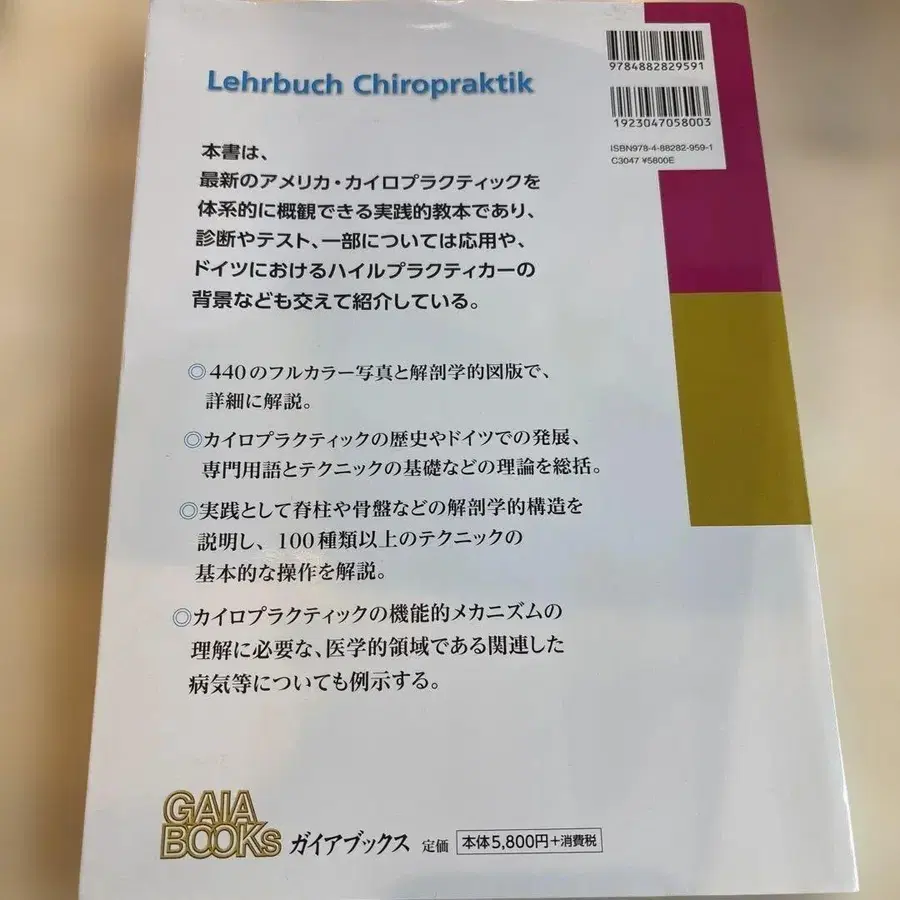 9784882829591
1923047058003
ISBN978-4-88282-959-1
C3047 ¥5800E
Lehrbuch Chiropraktik
本書は、
最新のアメリカ・カイロプラクティックを
体系的に概観できる実践的教本であり、
診断やテスト、一部については応用や、
ドイツにおけるハイルプラクティカーの
背景なども交えて紹介している。
◎440のフルカラー写真と解剖学的図版で、
詳細に解説。
◎カイロプラクティックの歴史やドイツでの発展、
専門用語とテクニックの基礎などの理論を総括。
◎実践として脊柱や骨盤などの解剖学的構造を
説明し、100種類以上のテクニックの
基本的な操作を解説。
◎カイロプラクティックの機能的メカニズムの
理解に必要な、医学的領域である関連した
病気等についても例示する。
GAIA
BOOKs
ガイアブックス 定価 本体5,800円+消費税